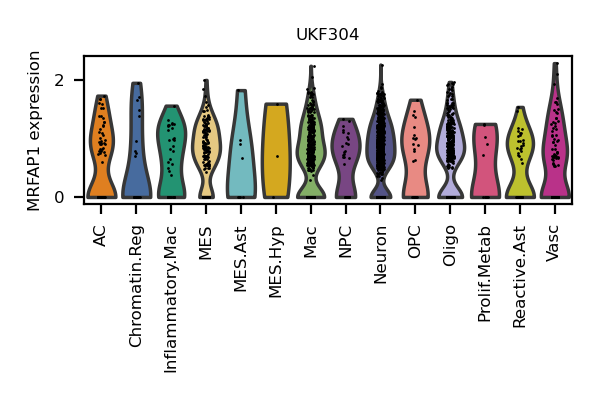 UKF304
MRFAP1 expression
2
0
AC
Chromatin.Reg
Inflammatory.Mac
MES
MES.Ast
MES.Hyp
Mac
NPC
Neuron
OPC
Oligo
Prolif.Metab
Reactive.Ast
Vasc